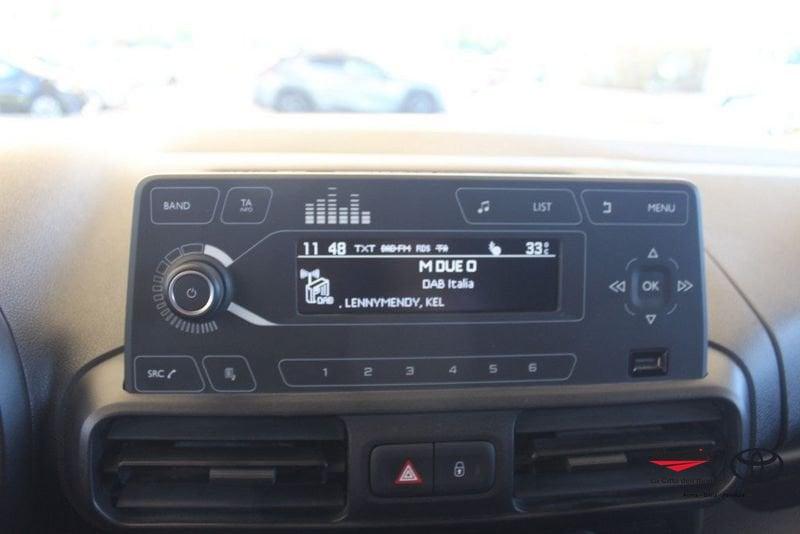 BAND
TA
INFO
LIST
MENU
11 48 TXT DAB-FM RDS TA 33°C
M DUE O
DAB Italia
DAB
, LENNYMENDY, KEL
OK
SRC
1 2 3 4 5 6